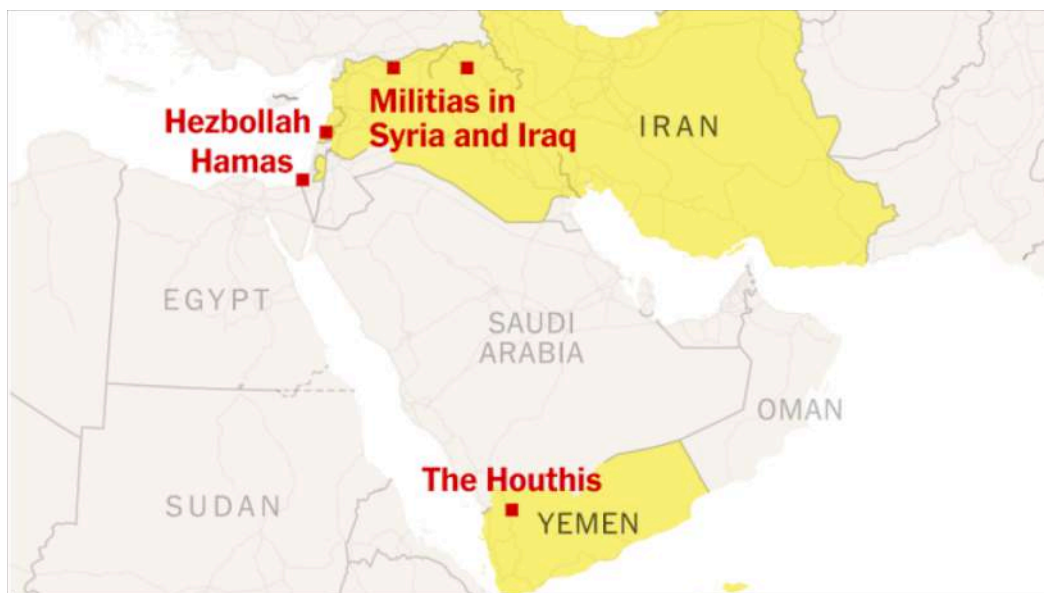 Hezbollah
Hamas
Militias in
Syria and Iraq
IRAN
EGYPT
SAUDI
ARABIA
OMAN
The Houthis
SUDAN
YEMEN